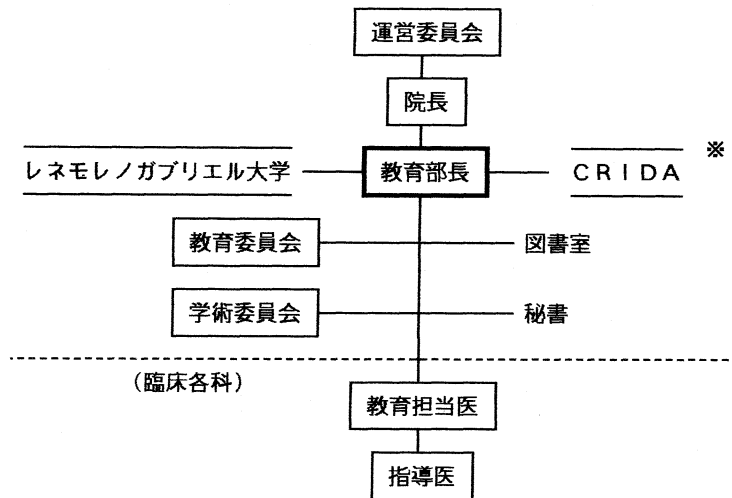 運営委員会
院長
レネモレノガブリエル大学
教育部長
CRIDA
※
教育委員会
図書室
学術委員会
秘書
(臨床各科)
教育担当医
指導医